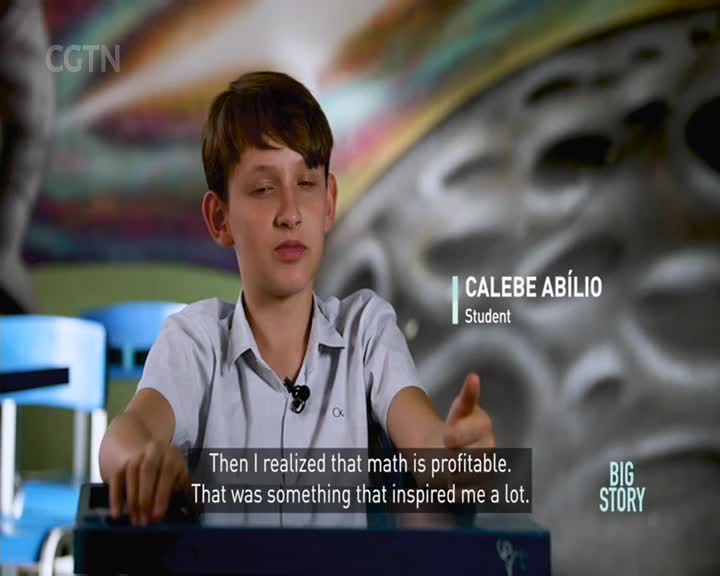 CGTN
CALEBE ABÍLIO
Student
Then I realized that math is profitable.
That was something that inspired me a lot.
BIG
STORY